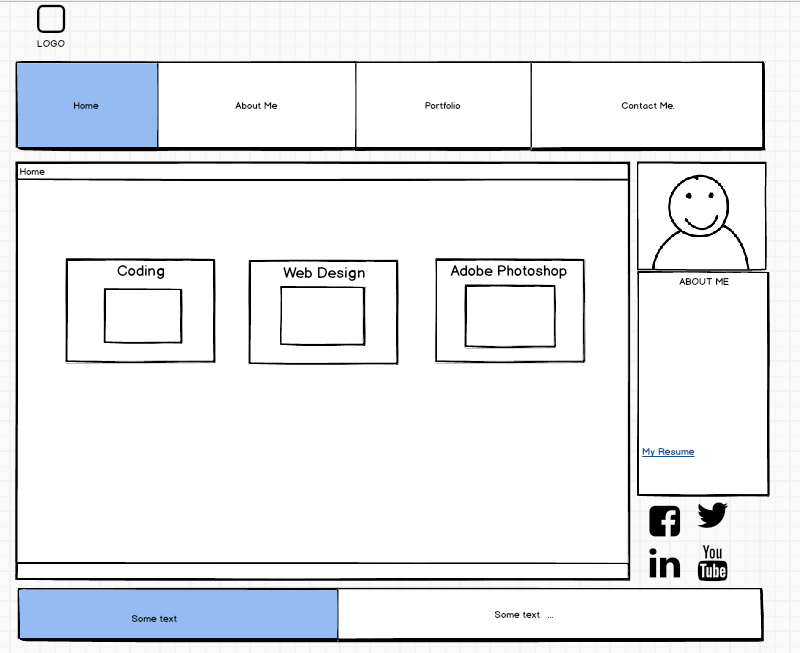 LOGO
Home
About Me
Portfolio
Contact Me.
Home
Coding
Web Design
Adobe Photoshop
ABOUT ME
My Resume
f
in
You
Tube
Some text
Some text ...